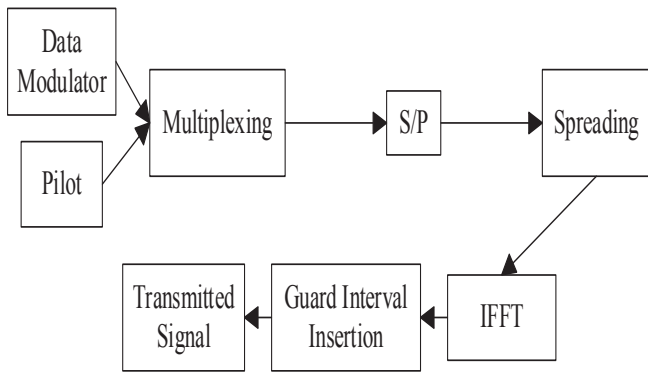 Data
Modulator
Pilot
Multiplexing
S/P
Spreading
IFFT
Guard Interval
Insertion
Transmitted
Signal